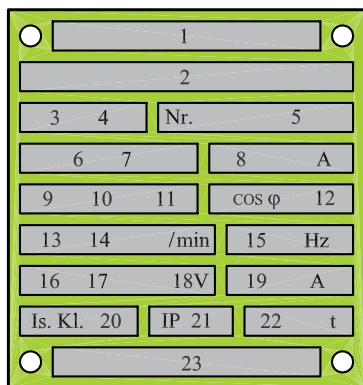 1
2
3 4 Nr. 5
6 7 8 A
9 10 11 cos φ 12
13 14 /min 15 Hz
16 17 18V 19 A
Is. Kl. 20 IP 21 22 t
23